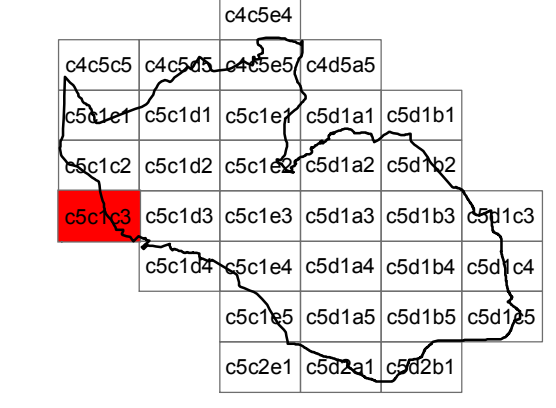 c4c5e4
c4c5c5 c4c5d5 c4c5e5 c4d5a5
c5c1c1 c5c1d1 c5c1e1 c5d1a1 c5d1b1
c5c1c2 c5c1d2 c5c1e2 c5d1a2 c5d1b2
c5c1c3 c5c1d3 c5c1e3 c5d1a3 c5d1b3 c5d1c3
c5c1d4 c5c1e4 c5d1a4 c5d1b4 c5d1c4
c5c1e5 c5d1a5 c5d1b5 c5d1c5
c5c2e1 c5d2a1 c5d2b1